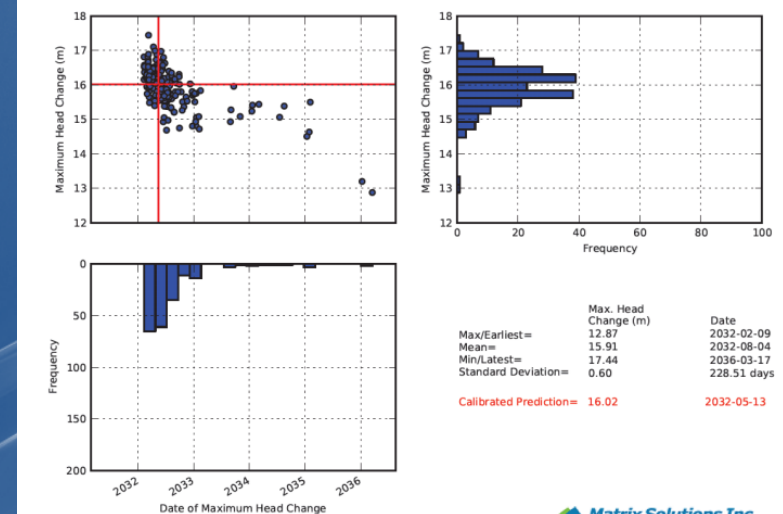 18
17
16
15
14
13
12
Maximum Head Change (m)
18
17
16
15
14
13
12
Maximum Head Change (m)
0 20 40 60 80 100
Frequency
0
50
100
150
200
Frequency
2032 2033 2034 2035 2036
Date of Maximum Head Change
Max. Head
Change (m) Date
Max/Earliest= 12.87 2032-02-09
Mean= 15.91 2032-08-04
Min/Latest= 17.44 2036-03-17
Standard Deviation= 0.60 228.51 days
Calibrated Prediction= 16.02 2032-05-13
Matrix Solutions Inc.